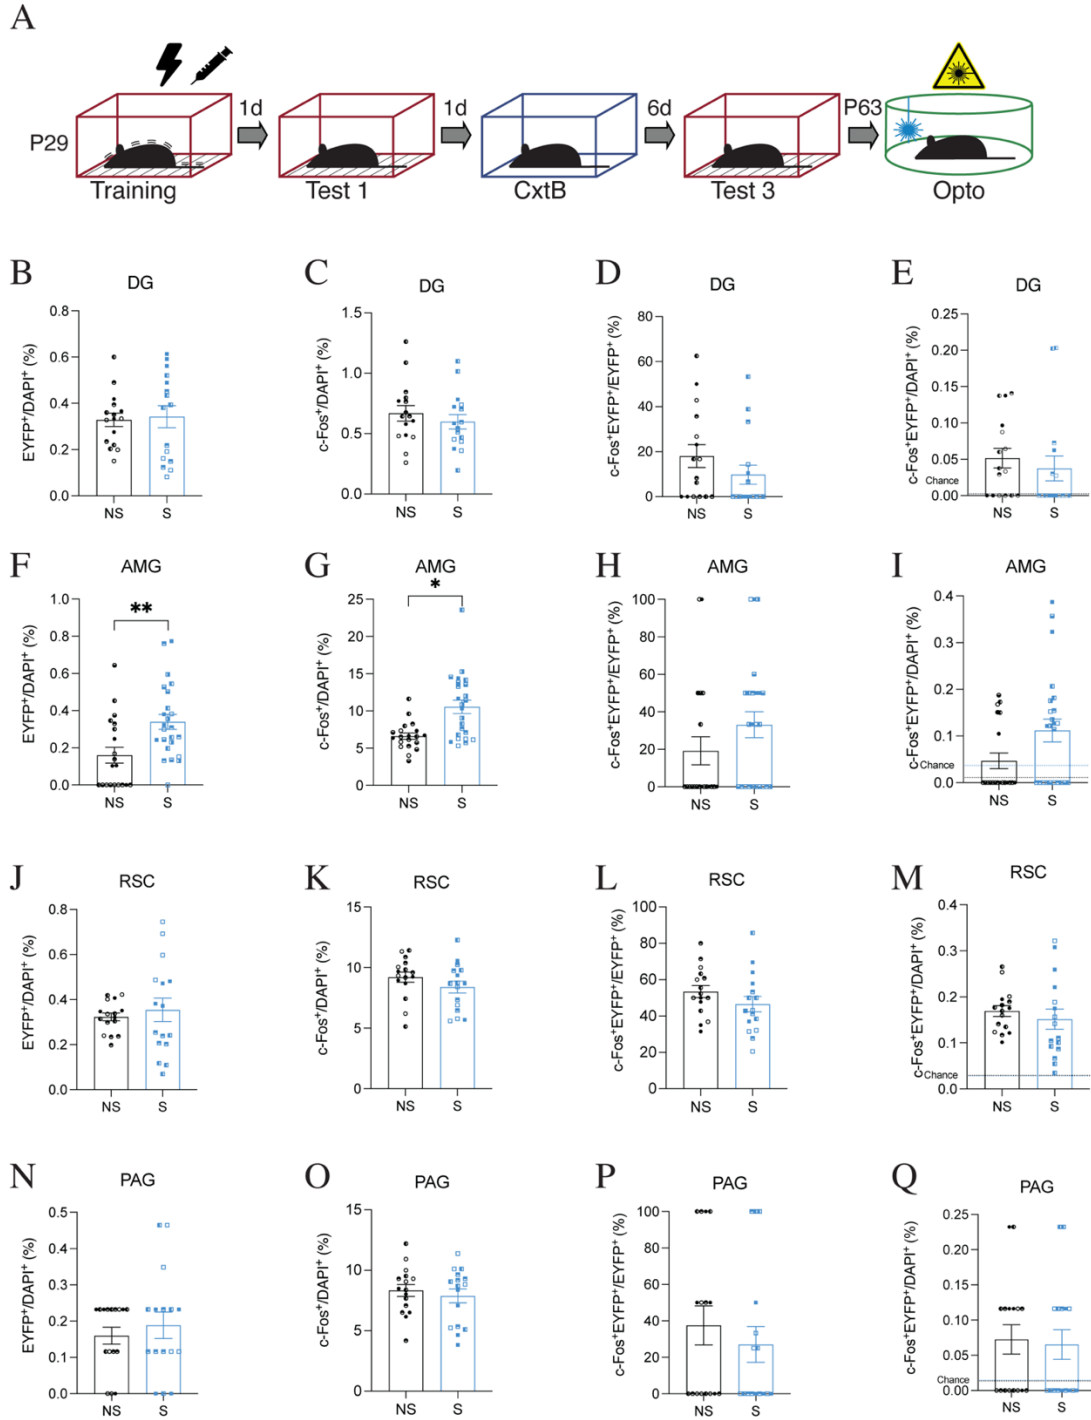 A
P29
1d
1d
6d
P63
Training
Test 1
CxtB
Test 3
Opto
B
DG
EYFP⁺/DAPI⁺ (%)
0.8
0.6
0.4
0.2
0.0
NS
S
C
DG
c-Fos⁺/DAPI⁺ (%)
1.5
1.0
0.5
0.0
NS
S
D
DG
c-Fos⁺EYFP⁺/EYFP⁺ (%)
80
60
40
20
0
NS
S
E
DG
c-Fos⁺EYFP⁺/DAPI⁺ (%)
0.25
0.20
0.15
0.10
0.05
0.00
Chance
NS
S
F
AMG
EYFP⁺/DAPI⁺ (%)
1.0
0.8
0.6
0.4
0.2
0.0
**
NS
S
G
AMG
c-Fos⁺/DAPI⁺ (%)
25
20
15
10
5
0
*
NS
S
H
AMG
c-Fos⁺EYFP⁺/EYFP⁺ (%)
100
80
60
40
20
0
NS
S
I
AMG
c-Fos⁺EYFP⁺/DAPI⁺ (%)
0.4
0.3
0.2
0.1
0.0
Chance
NS
S
J
RSC
EYFP⁺/DAPI⁺ (%)
0.8
0.6
0.4
0.2
0.0
NS
S
K
RSC
c-Fos⁺/DAPI⁺ (%)
15
10
5
0
NS
S
L
RSC
c-Fos⁺EYFP⁺/EYFP⁺ (%)
100
80
60
40
20
0
NS
S
M
RSC
c-Fos⁺EYFP⁺/DAPI⁺ (%)
0.4
0.3
0.2
0.1
0.0
Chance
NS
S
N
PAG
EYFP⁺/DAPI⁺ (%)
0.5
0.4
0.3
0.2
0.1
0.0
NS
S
O
PAG
c-Fos⁺/DAPI⁺ (%)
15
10
5
0
NS
S
P
PAG
c-Fos⁺EYFP⁺/EYFP⁺ (%)
100
80
60
40
20
0
NS
S
Q
PAG
c-Fos⁺EYFP⁺/DAPI⁺ (%)
0.25
0.20
0.15
0.10
0.05
0.00
Chance
NS
S